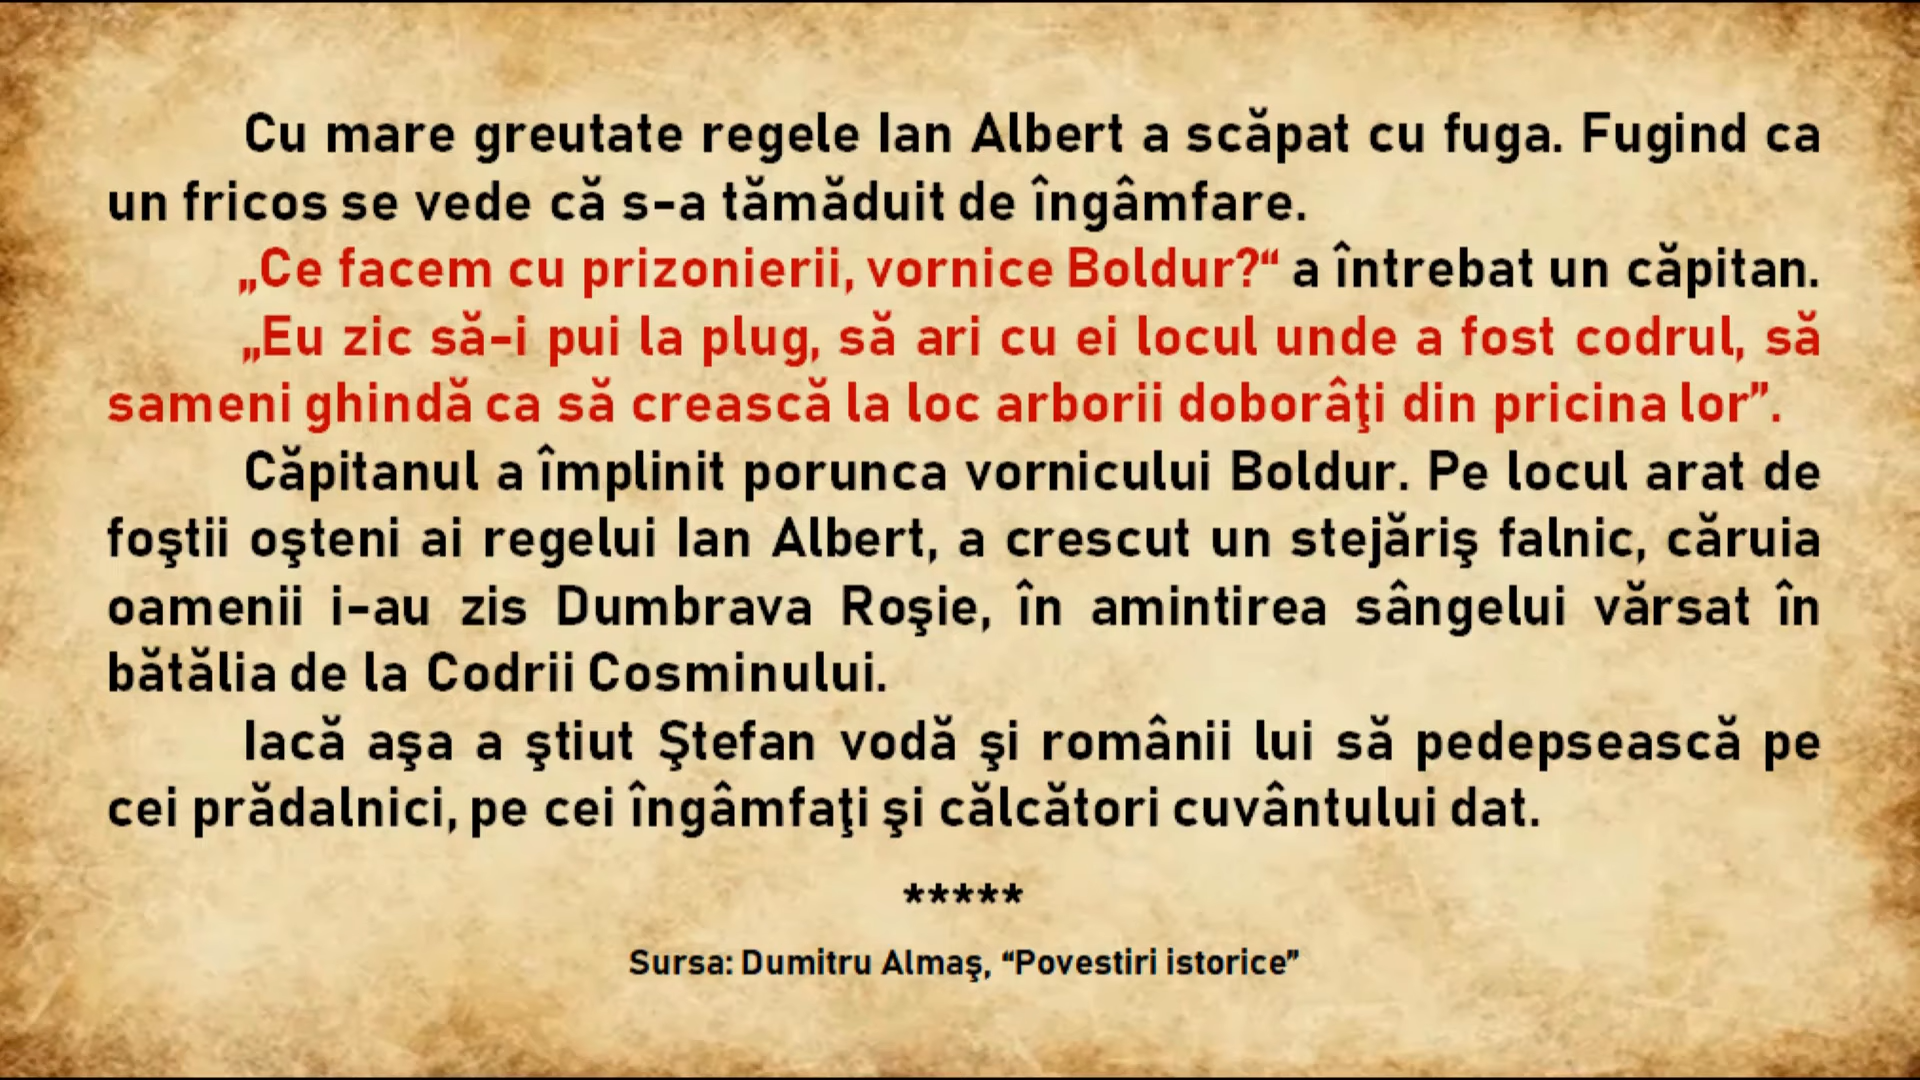 Cu mare greutate regele Ian Albert a scăpat cu fuga. Fugind ca
un fricos se vede că s-a tămăduit de îngâmfare.
„Ce facem cu prizonierii, vornice Boldur?“ a întrebat un căpitan.
„Eu zic să-i pui la plug, să ari cu ei locul unde a fost codrul, să
sameni ghindă ca să crească la loc arborii doborâţi din pricina lor”.
Căpitanul a împlinit porunca vornicului Boldur. Pe locul arat de
foştii oşteni ai regelui Ian Albert, a crescut un stejăriş falnic, căruia
oamenii i-au zis Dumbrava Roşie, în amintirea sângelui vărsat în
bătălia de la Codrii Cosminului.
Iacă aşa a ştiut Ştefan vodă şi românii lui să pedepsească pe
cei prădalnici, pe cei îngâmfaţi şi călcători cuvântului dat.
*****
Sursa: Dumitru Almaş, “Povestiri istorice”